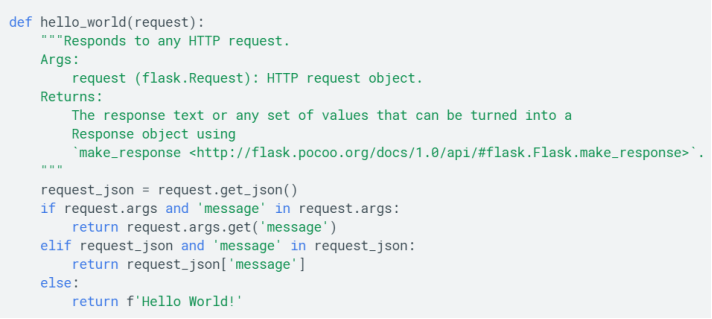 def hello_world(request):
    """Responds to any HTTP request.
    Args:
        request (flask.Request): HTTP request object.
    Returns:
        The response text or any set of values that can be turned into a
        Response object using
        `make_response <http://flask.pocoo.org/docs/1.0/api/#flask.Flask.make_response>`.
    """
    request_json = request.get_json()
    if request.args and 'message' in request.args:
        return request.args.get('message')
    elif request_json and 'message' in request_json:
        return request_json['message']
    else:
        return f'Hello World!'